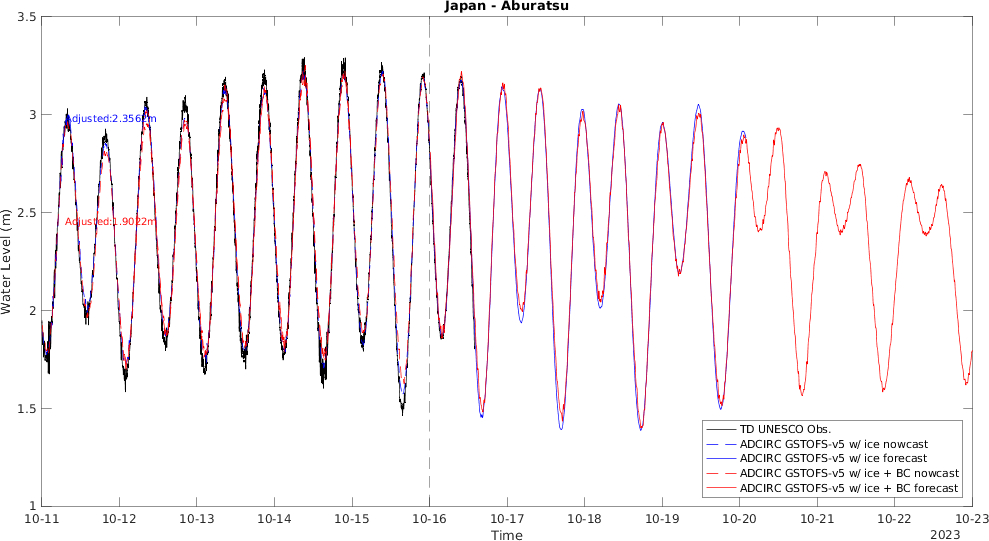 Japan - Aburatsu
3.5
3
2.5
2
1.5
1
Water Level (m)
Adjusted:2.3562m
Adjusted:1.9022m
TD UNESCO Obs.
ADCIRC GSTOFS-v5 w/ ice nowcast
ADCIRC GSTOFS-v5 w/ ice forecast
ADCIRC GSTOFS-v5 w/ ice + BC nowcast
ADCIRC GSTOFS-v5 w/ ice + BC forecast
10-11 10-12 10-13 10-14 10-15 10-16 10-17 10-18 10-19 10-20 10-21 10-22 10-23
Time
2023